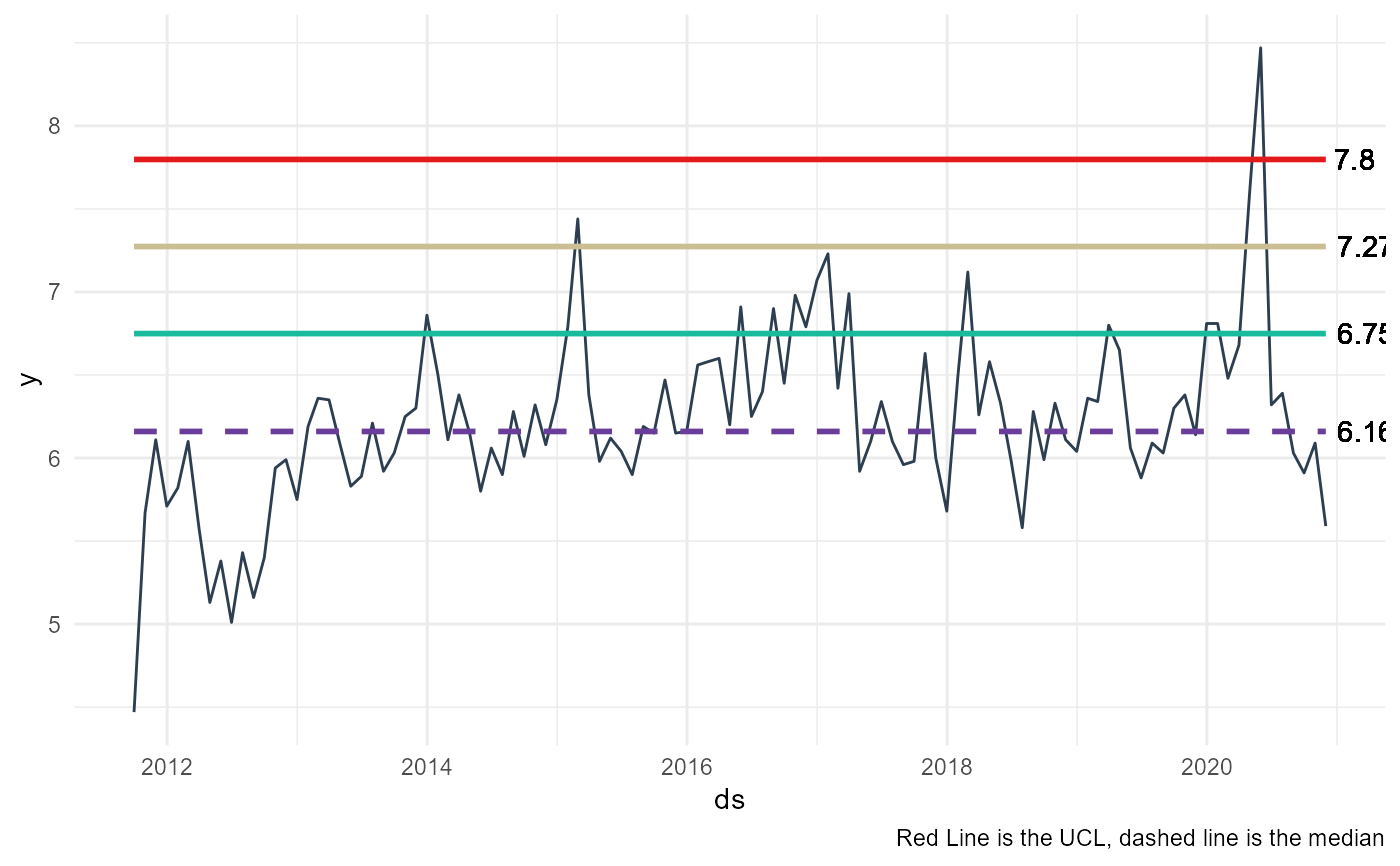 8
7
6
5
y
7.8
7.27
6.75
6.16
2012 2014 2016 2018 2020
ds
Red Line is the UCL, dashed line is the median